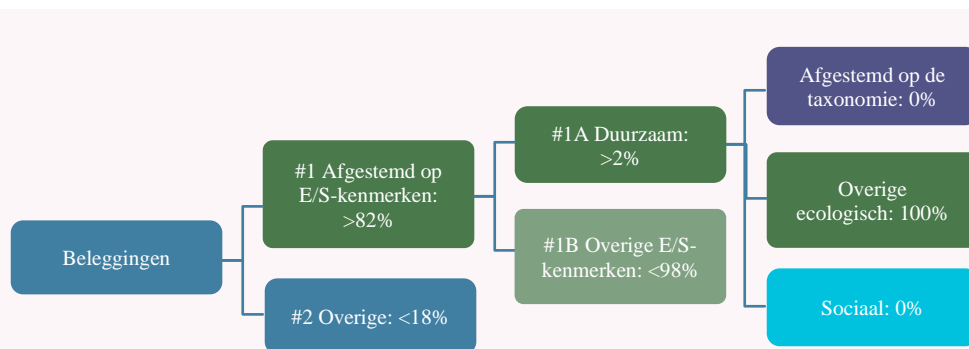 Beleggingen
#1 Afgestemd op
E/S-kenmerken:
>82%
#2 Overige: <18%
#1A Duurzaam:
>2%
#1B Overige E/S-
kenmerken: <98%
Afgestemd op de
taxonomie: 0%
Overige
ecologisch: 100%
Sociaal: 0%